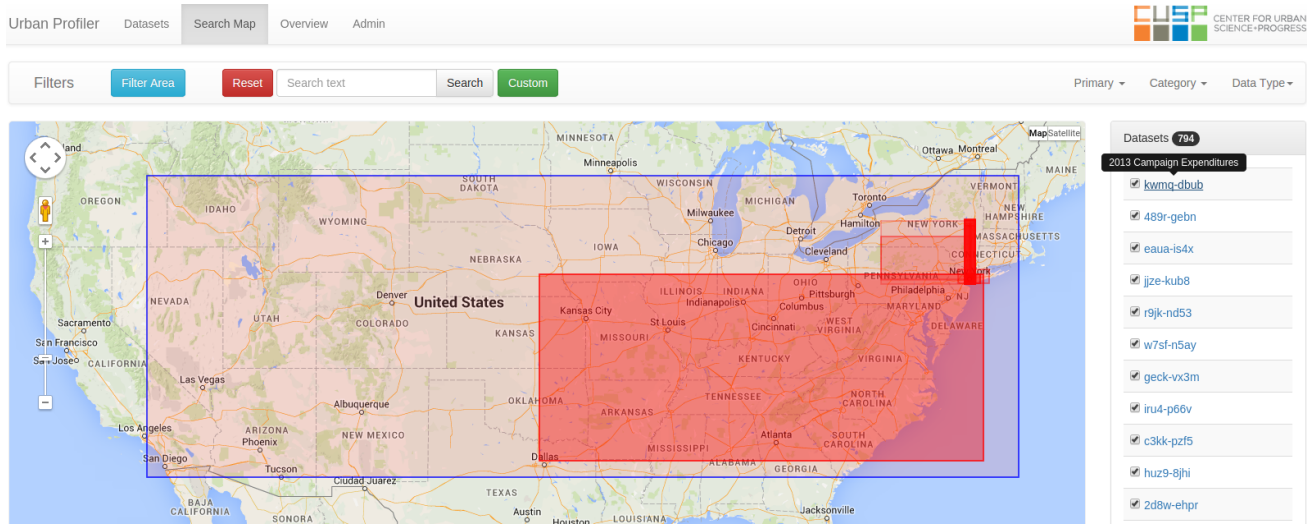 Urban Profiler Datasets Search Map Overview Admin
CUSP CENTER FOR URBAN
SCIENCE+PROGRESS
Filters Filter Area Reset Search text Search Custom Primary Category Data Type
Map Satellite
Datasets 794
2013 Campaign Expenditures
kwmq-dbub
489r-gebn
eaua-is4x
jjze-kub8
r9jk-nd53
w7sf-n5ay
geck-vx3m
iru4-p66v
c3kk-pzf5
huz9-8jhi
2d8w-ehpr
MINNESOTA
Minneapolis
Ottawa
Montreal
MAINE
OREGON
IDAHO
SOUTH
DAKOTA
WISCONSIN
MICHIGAN
Toronto
VERMONT
WYOMING
Milwaukee
Hamilton
NEW YORK
NEW
HAMPSHIRE
Detroit
MASSACHUSETTS
IOWA
Chicago
Cleveland
CONNECTICUT
NEBRASKA
PENNSYLVANIA
New York
NEVADA
Denver
United States
ILLINOIS
INDIANA
OHIO
Pittsburgh
Philadelphia
NJ
Indianapolis
Columbus
MARYLAND
UTAH
COLORADO
Kansas City
St Louis
Cincinnati
WEST
VIRGINIA
DELAWARE
Sacramento
San Francisco
San Jose
CALIFORNIA
KANSAS
MISSOURI
KENTUCKY
VIRGINIA
Las Vegas
Albuquerque
OKLAHOMA
ARKANSAS
TENNESSEE
NORTH
CAROLINA
Los Angeles
ARIZONA
Phoenix
NEW MEXICO
Atlanta
SOUTH
CAROLINA
San Diego
Tucson
Dallas
MISSISSIPPI
ALABAMA
GEORGIA
Ciudad Juarez
BAJA
CALIFORNIA
SONORA
TEXAS
Austin
Houston
LOUISIANA
Jacksonville